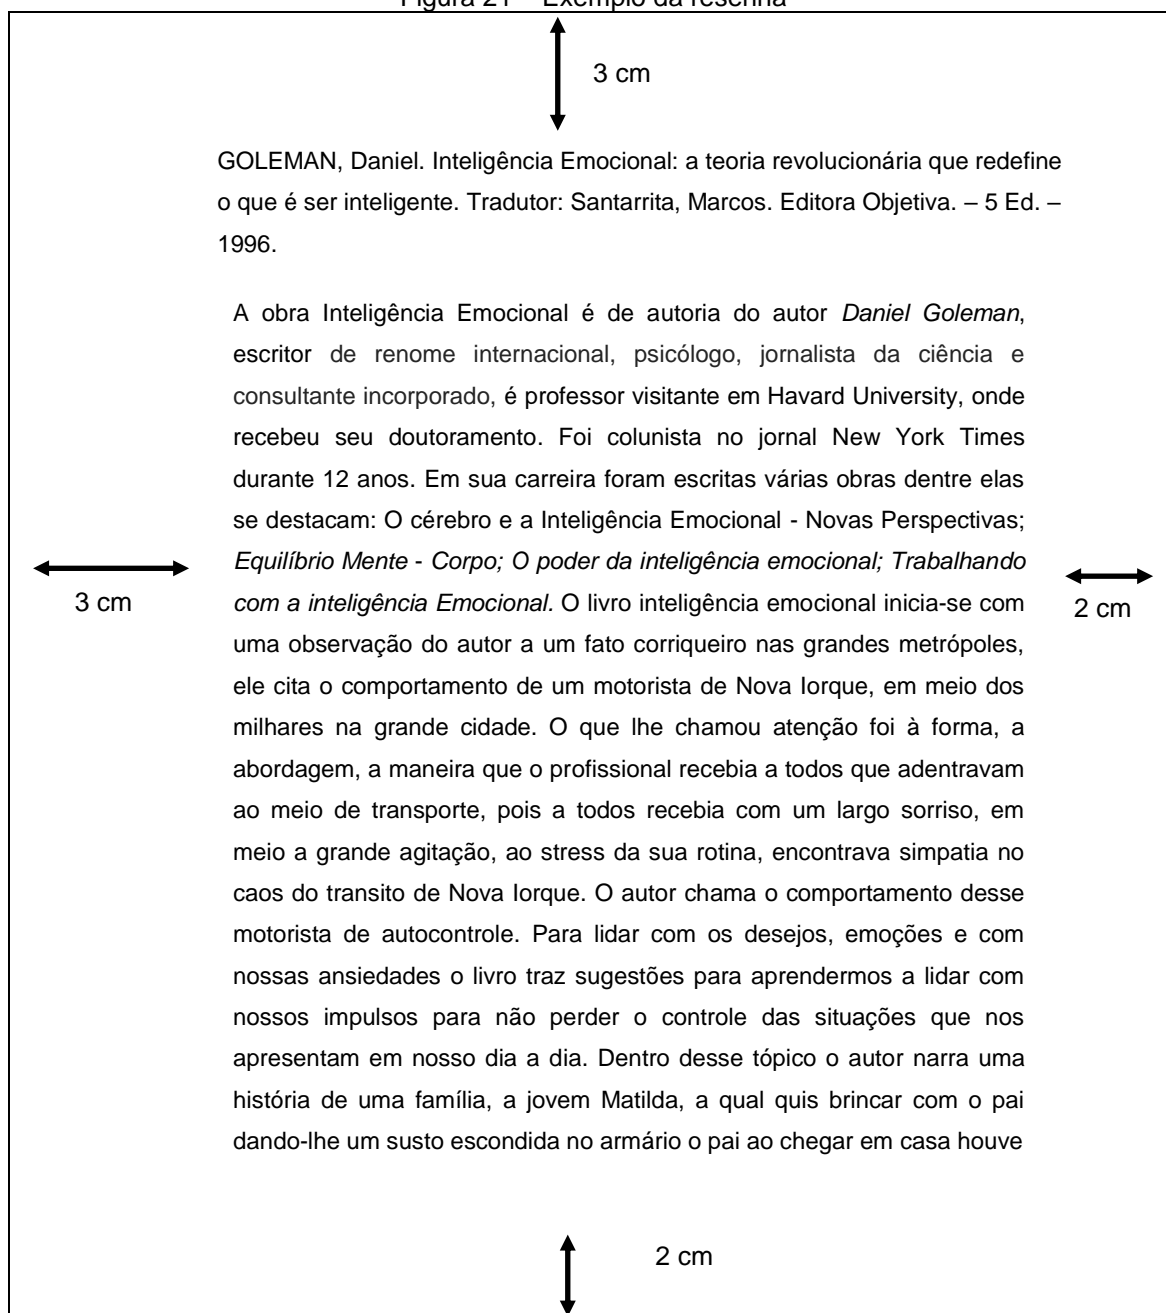 Figura 21 – Exemplo da resenha
3 cm
GOLEMAN, Daniel. Inteligência Emocional: a teoria revolucionária que redefine
o que é ser inteligente. Tradutor: Santarrita, Marcos. Editora Objetiva. – 5 Ed. –
1996.
A obra Inteligência Emocional é de autoria do autor Daniel Goleman,
escritor de renome internacional, psicólogo, jornalista da ciência e
consultante incorporado, é professor visitante em Havard University, onde
recebeu seu doutoramento. Foi colunista no jornal New York Times
durante 12 anos. Em sua carreira foram escritas várias obras dentre elas
se destacam: O cérebro e a Inteligência Emocional - Novas Perspectivas;
Equilíbrio Mente - Corpo; O poder da inteligência emocional; Trabalhando
com a inteligência Emocional. O livro inteligência emocional inicia-se com
3 cm
2 cm
uma observação do autor a um fato corriqueiro nas grandes metrópoles,
ele cita o comportamento de um motorista de Nova Iorque, em meio dos
milhares na grande cidade. O que lhe chamou atenção foi à forma, a
abordagem, a maneira que o profissional recebia a todos que adentravam
ao meio de transporte, pois a todos recebia com um largo sorriso, em
meio a grande agitação, ao stress da sua rotina, encontrava simpatia no
caos do transito de Nova Iorque. O autor chama o comportamento desse
motorista de autocontrole. Para lidar com os desejos, emoções e com
nossas ansiedades o livro traz sugestões para aprendermos a lidar com
nossos impulsos para não perder o controle das situações que nos
apresentam em nosso dia a dia. Dentro desse tópico o autor narra uma
história de uma família, a jovem Matilda, a qual quis brincar com o pai
dando-lhe um susto escondida no armário o pai ao chegar em casa houve
2 cm